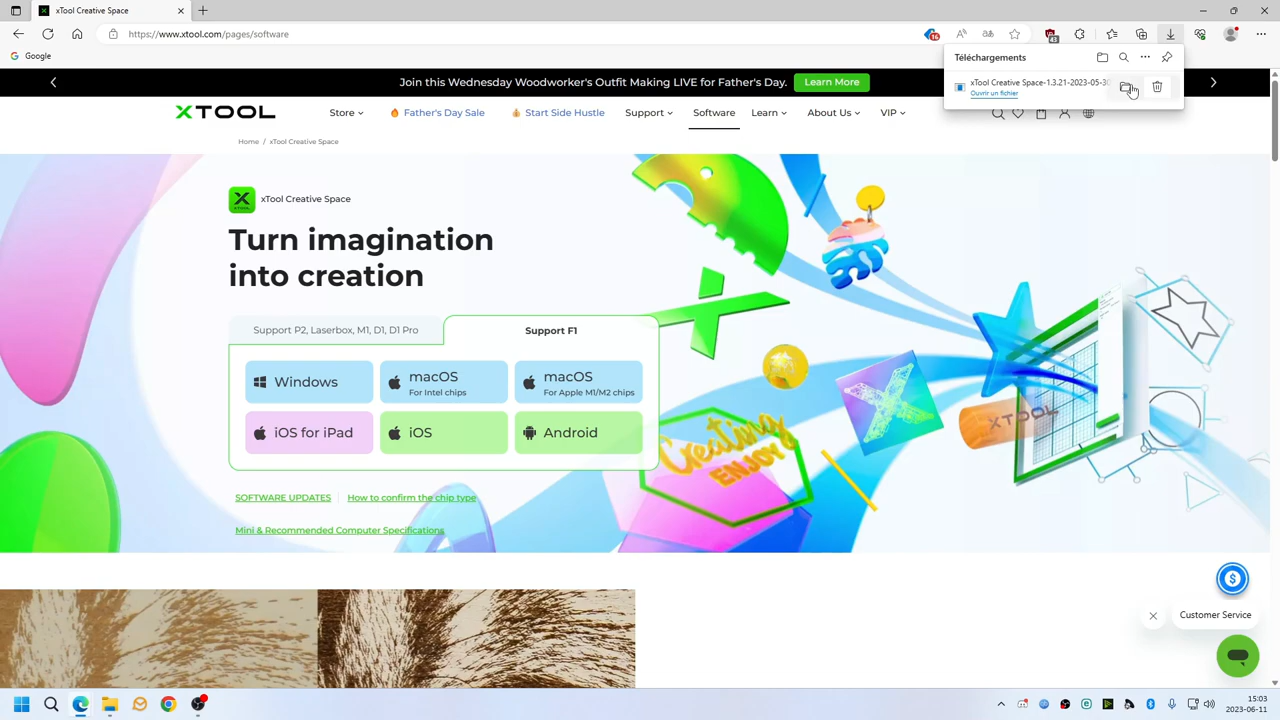 xTool Creative Space
https://www.xtool.com/pages/software
16
43
Google
Téléchargements
xTool Creative Space-1.3.21-2023-05-30
Ouvrir un fichier
Join this Wednesday Woodworker's Outfit Making LIVE for Father's Day.
Learn More
XTOOL
Store
Father's Day Sale
Start Side Hustle
Support
Software
Learn
About Us
VIP
Home / xTool Creative Space
xTool Creative Space
Turn imagination
into creation
Support P2, Laserbox, M1, D1, D1 Pro
Support F1
Windows
macOS
For Intel chips
macOS
For Apple M1/M2 chips
iOS for iPad
iOS
Android
SOFTWARE UPDATES
How to confirm the chip type
Mini & Recommended Computer Specifications
Creating
ENJOY
XTOOL
Customer Service
15:03
2023-06-11